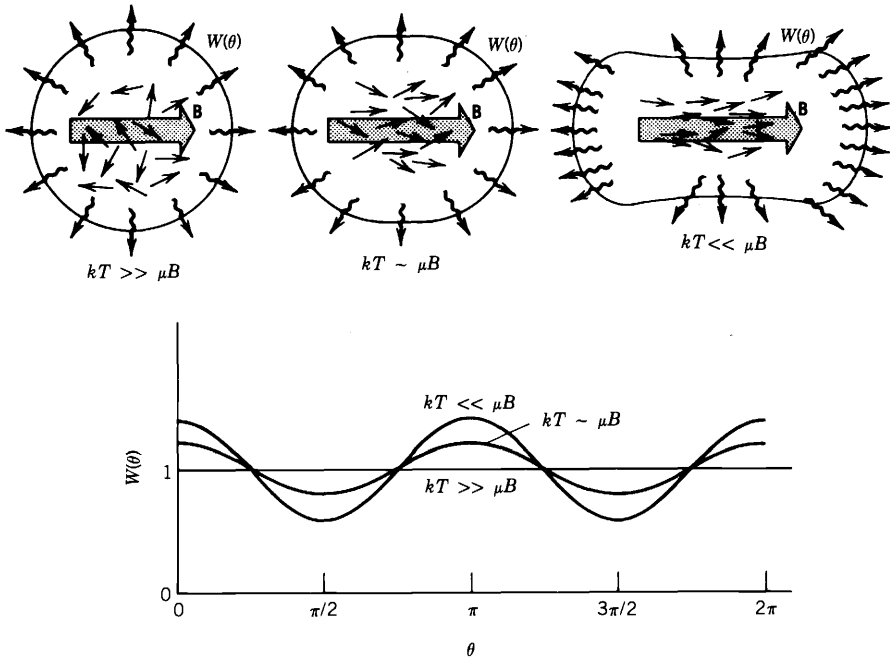 W(θ)
B
kT >> μB
W(θ)
B
kT ~ μB
W(θ)
B
kT << μB
W(θ)
kT << μB
kT ~ μB
kT >> μB
1
0
0
π/2
π
3π/2
2π
θ